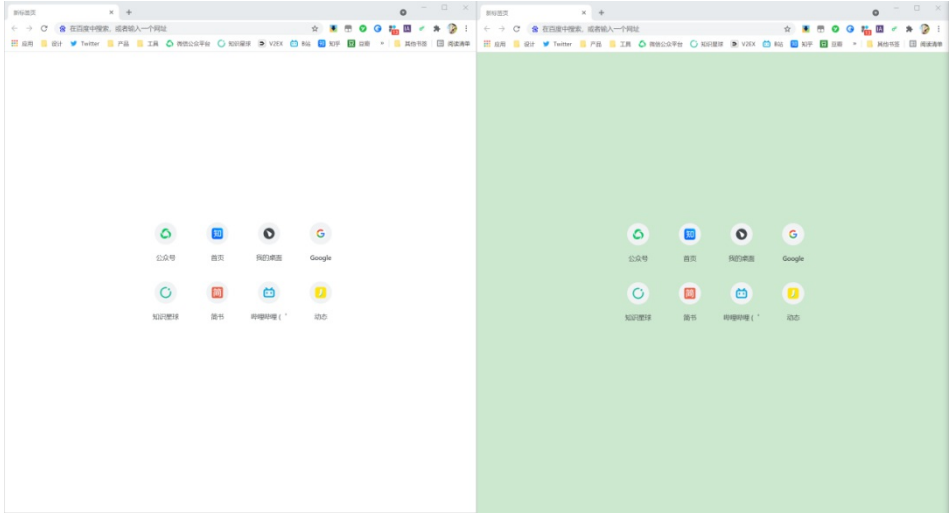 新标签页
在百度中搜索，或者输入一个网址
应用 设计 Twitter 产品 工具 微信公众平台 知识星球 V2EX B站 知乎 豆瓣 » 其他书签 阅读清单
知
公众号 首页 我的桌面 Google
简
知识星球 简书 哔哩哔哩 ( ゜ 动态
新标签页
在百度中搜索，或者输入一个网址
应用 设计 Twitter 产品 工具 微信公众平台 知识星球 V2EX B站 知乎 豆瓣 » 其他书签 阅读清单
知
公众号 首页 我的桌面 Google
简
知识星球 简书 哔哩哔哩 ( ゜ 动态